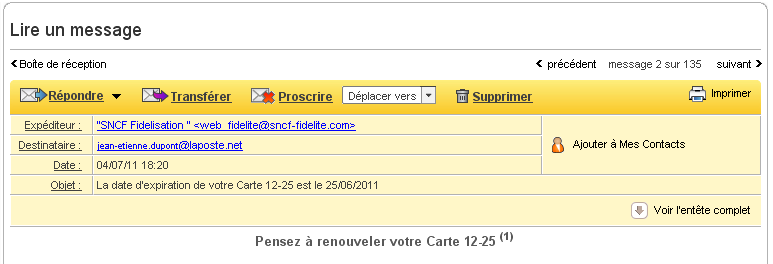 Lire un message
Boîte de réception précédent message 2 sur 135 suivant
Répondre Transférer Proscrire Déplacer vers Supprimer Imprimer
Expéditeur : "SNCF Fidelisation " <web_fidelite@sncf-fidelite.com>
Destinataire : jean-etienne.dupont@laposte.net
Ajouter à Mes Contacts
Date : 04/07/11 18:20
Objet : La date d'expiration de votre Carte 12-25 est le 25/06/2011
Voir l'entête complet
Pensez à renouveler votre Carte 12-25 (1)